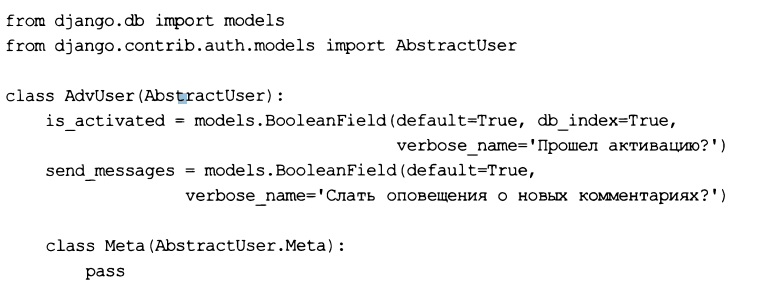 from django.db import models
from django.contrib.auth.models import AbstractUser
class AdvUser(AbstractUser):
is_activated = models.BooleanField(default=True, db_index=True,
verbose_name='Прошел активацию?')
send_messages = models.BooleanField(default=True,
verbose_name='Слать оповещения о новых комментариях?')
class Meta(AbstractUser.Meta):
pass